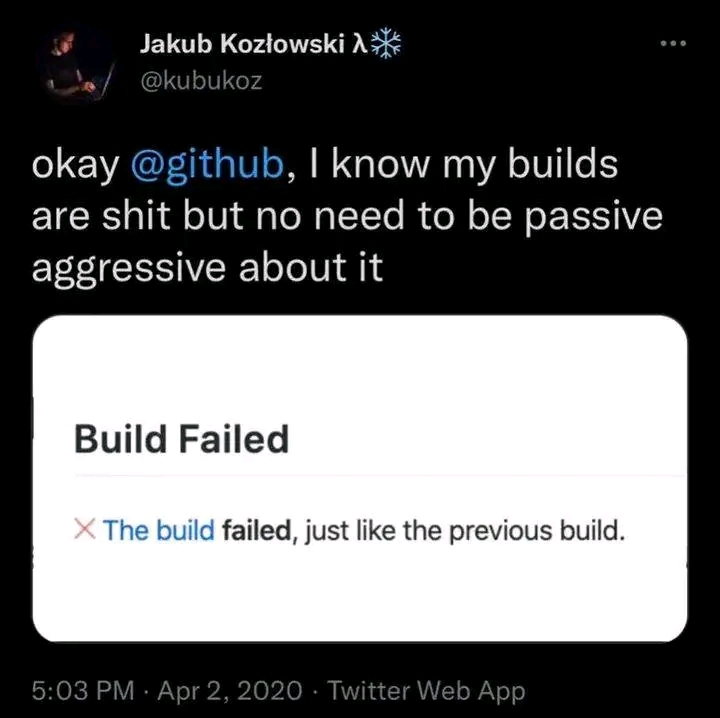 Jakub Kozłowski λ❄
@kubukoz
okay @github, I know my builds
are shit but no need to be passive
aggressive about it
Build Failed
❌ The build failed, just like the previous build.
5:03 PM · Apr 2, 2020 · Twitter Web App